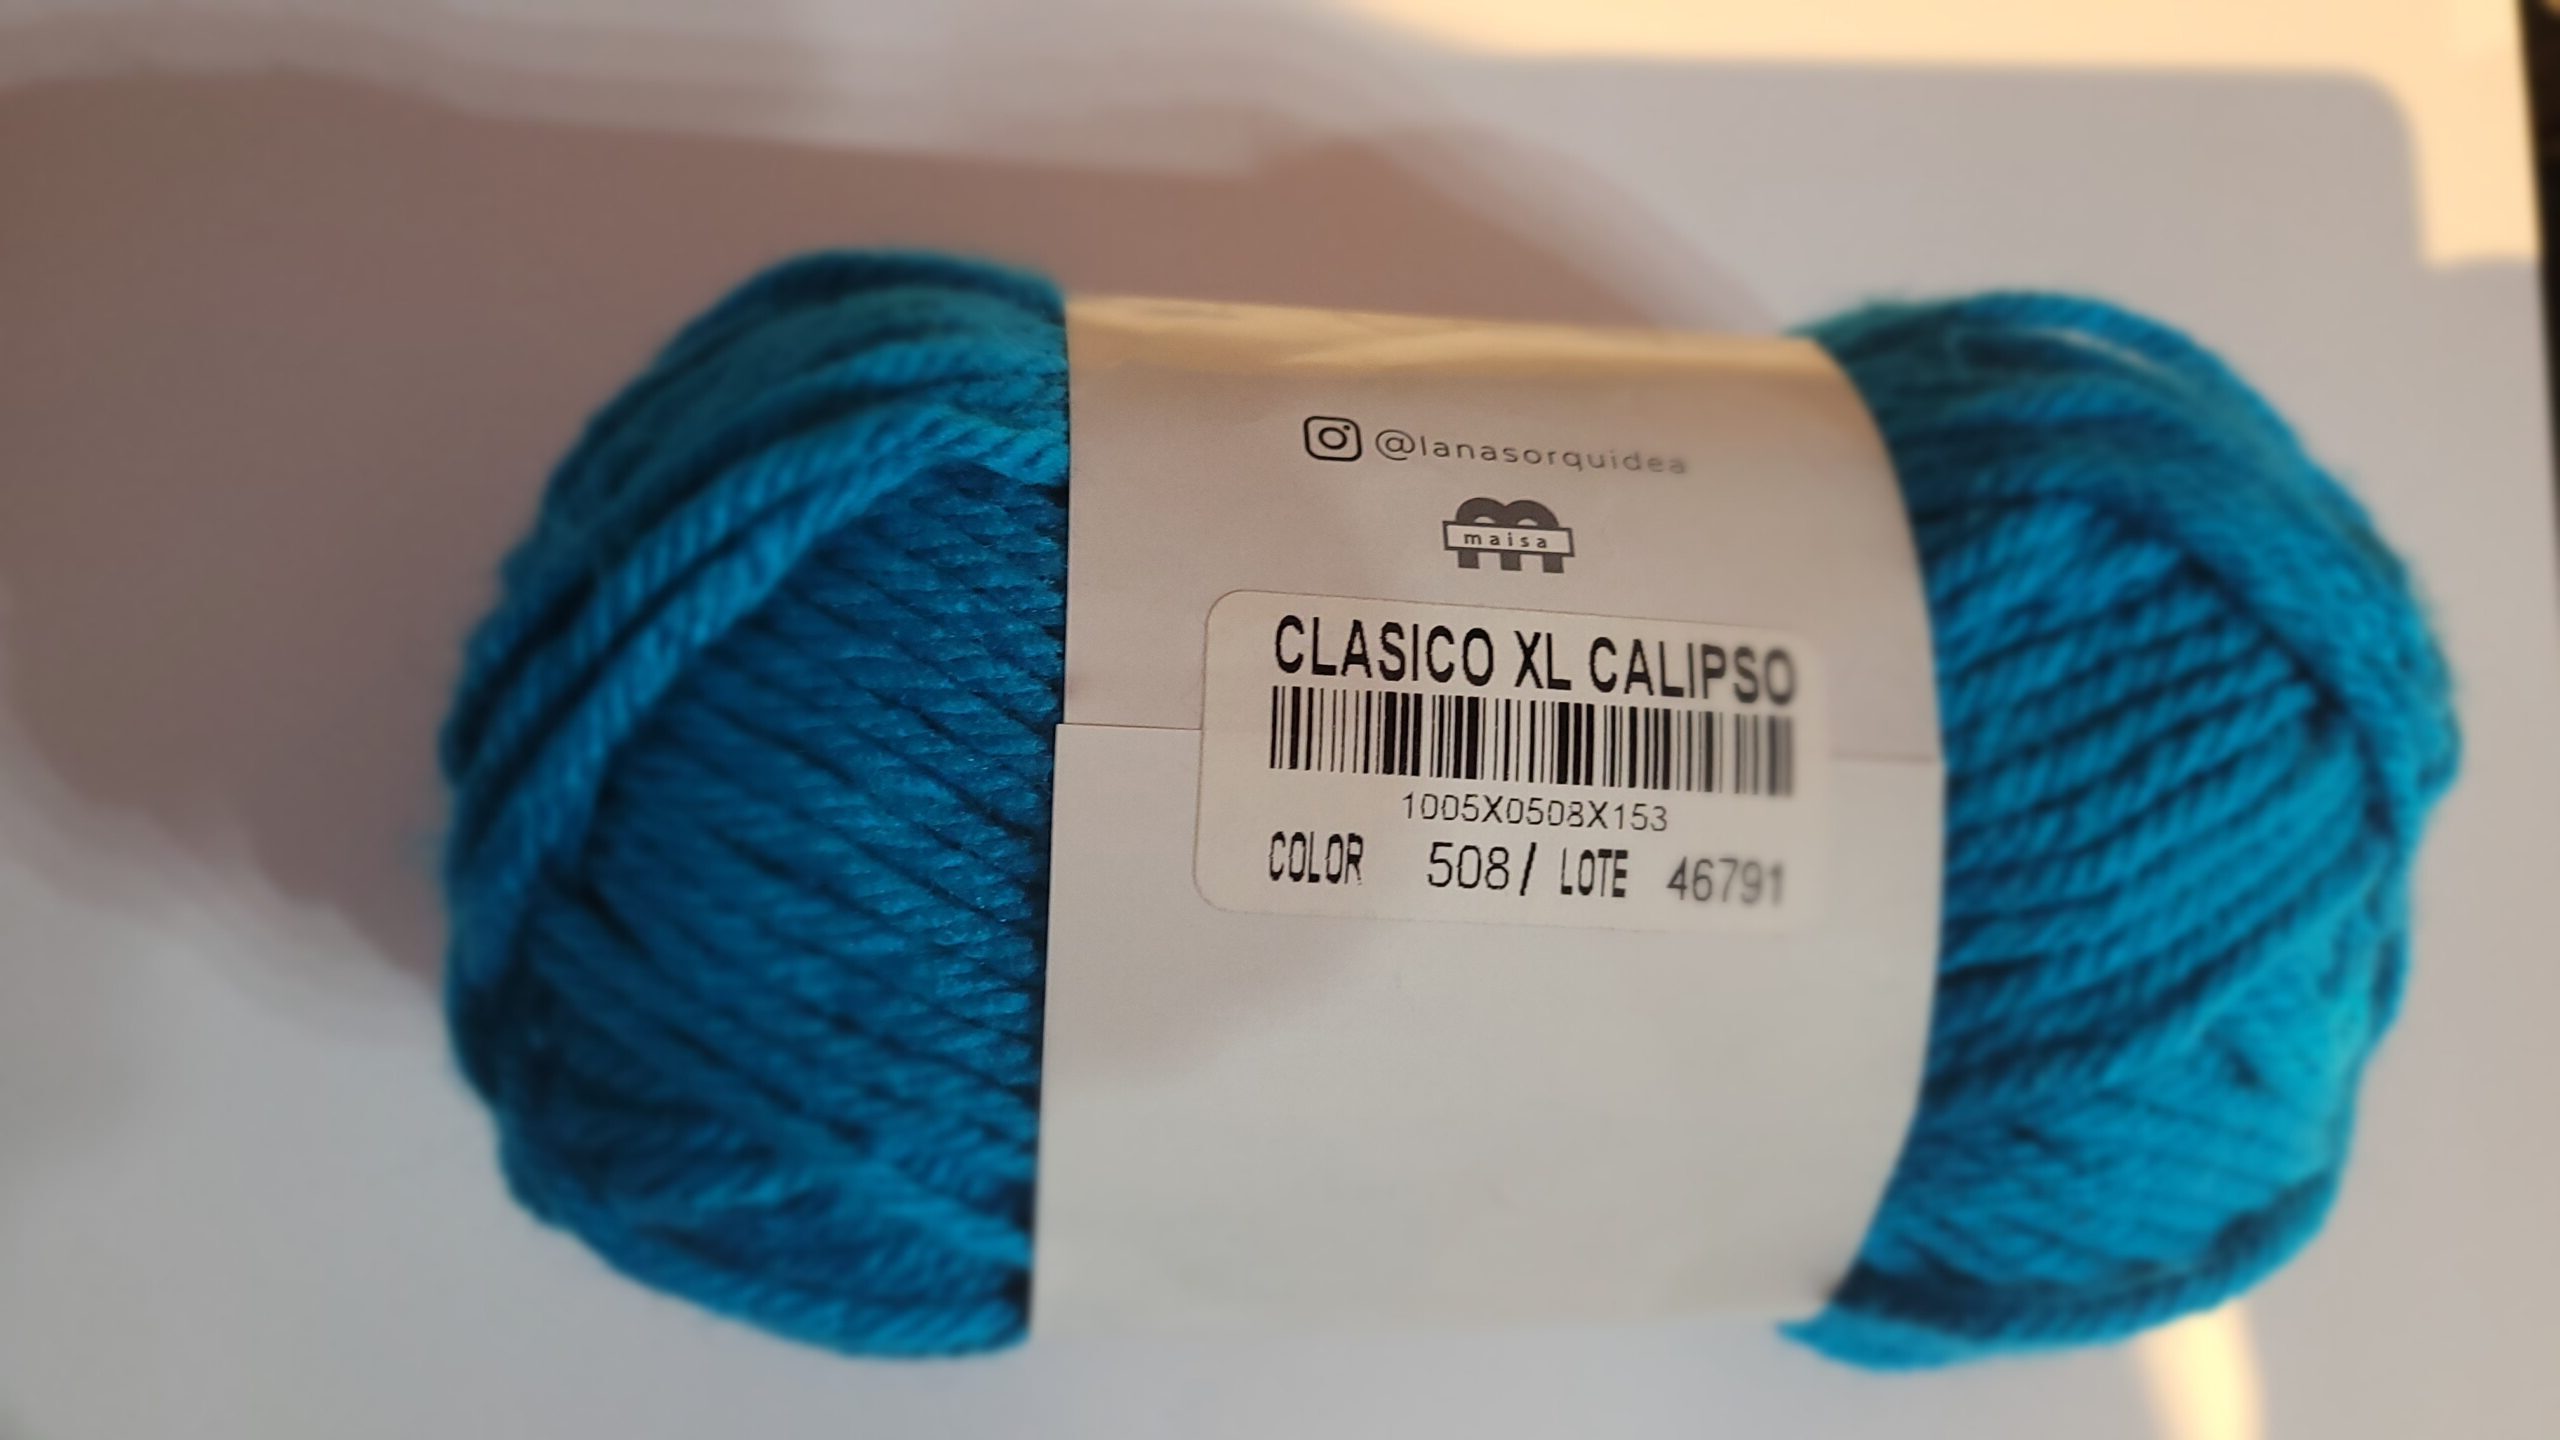 @lanasorquidea
maisa
CLASICO XL CALIPSO
1005X0508X153
COLOR 508/ LOTE 46791